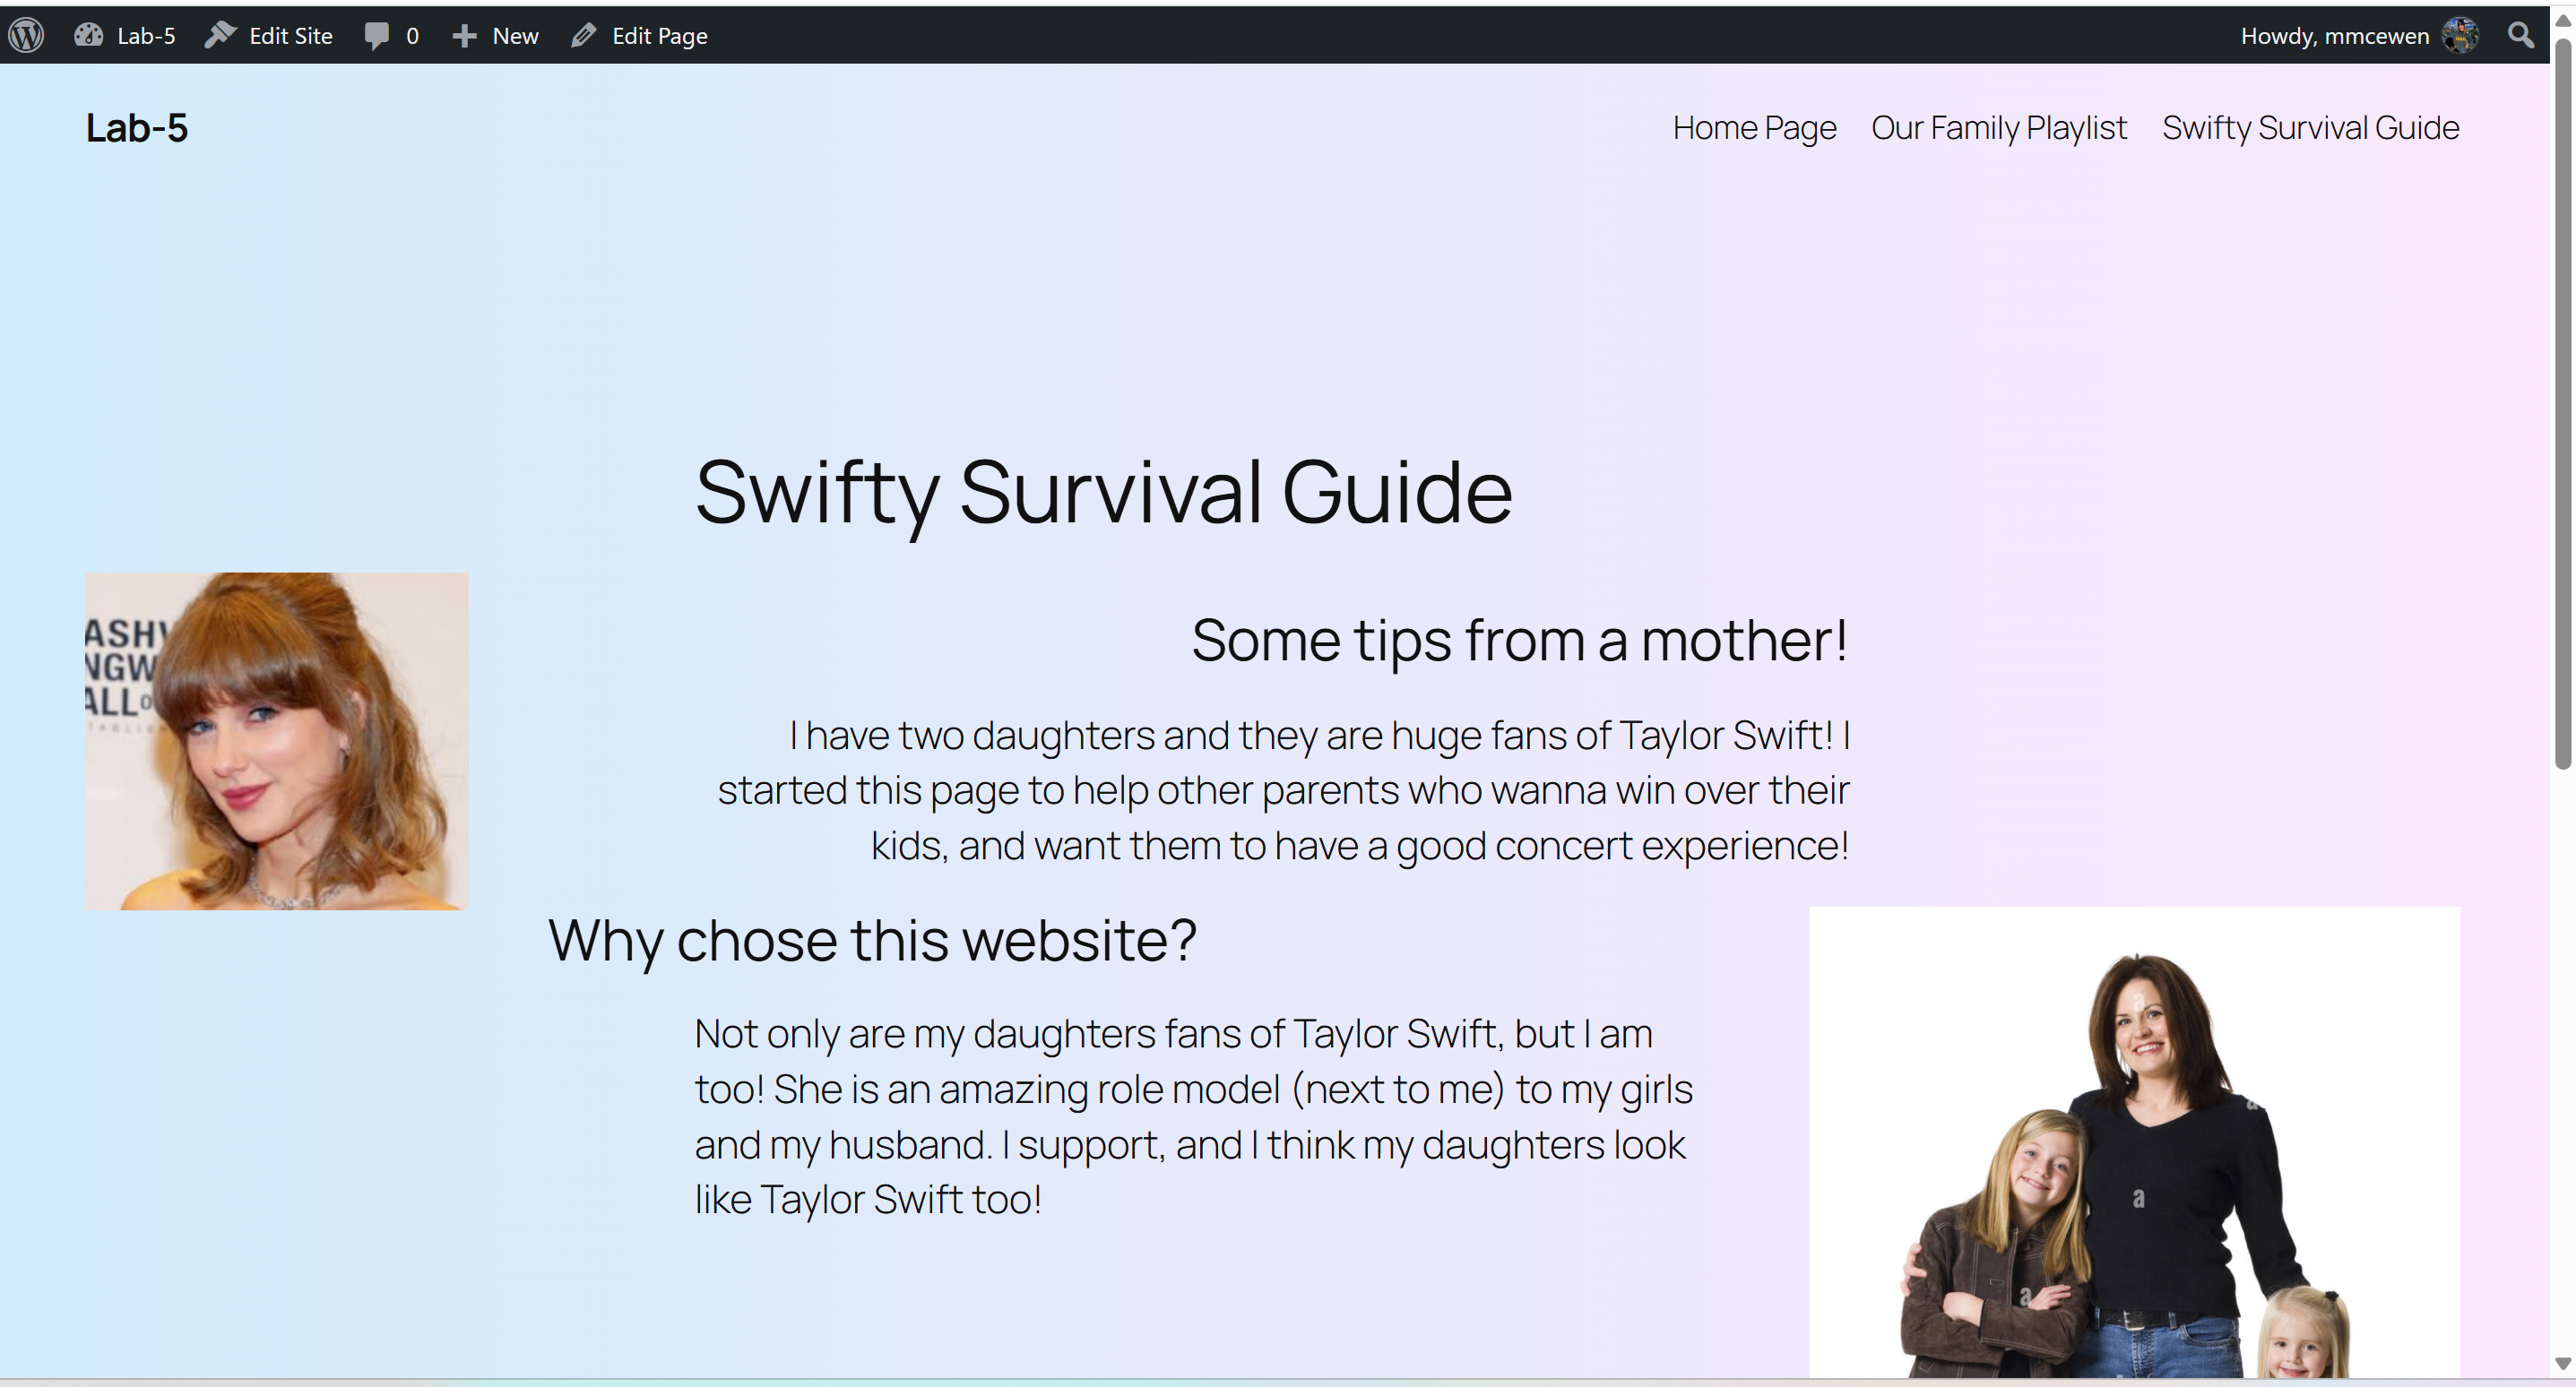 Lab-5 Edit Site 0 New Edit Page Howdy, mmcewen
Lab-5 Home Page Our Family Playlist Swifty Survival Guide
Swifty Survival Guide
ASHV
NGW
ALL O
Some tips from a mother!
I have two daughters and they are huge fans of Taylor Swift! I
started this page to help other parents who wanna win over their
kids, and want them to have a good concert experience!
Why chose this website?
Not only are my daughters fans of Taylor Swift, but I am
too! She is an amazing role model (next to me) to my girls
and my husband. I support, and I think my daughters look
like Taylor Swift too!
a
a
a